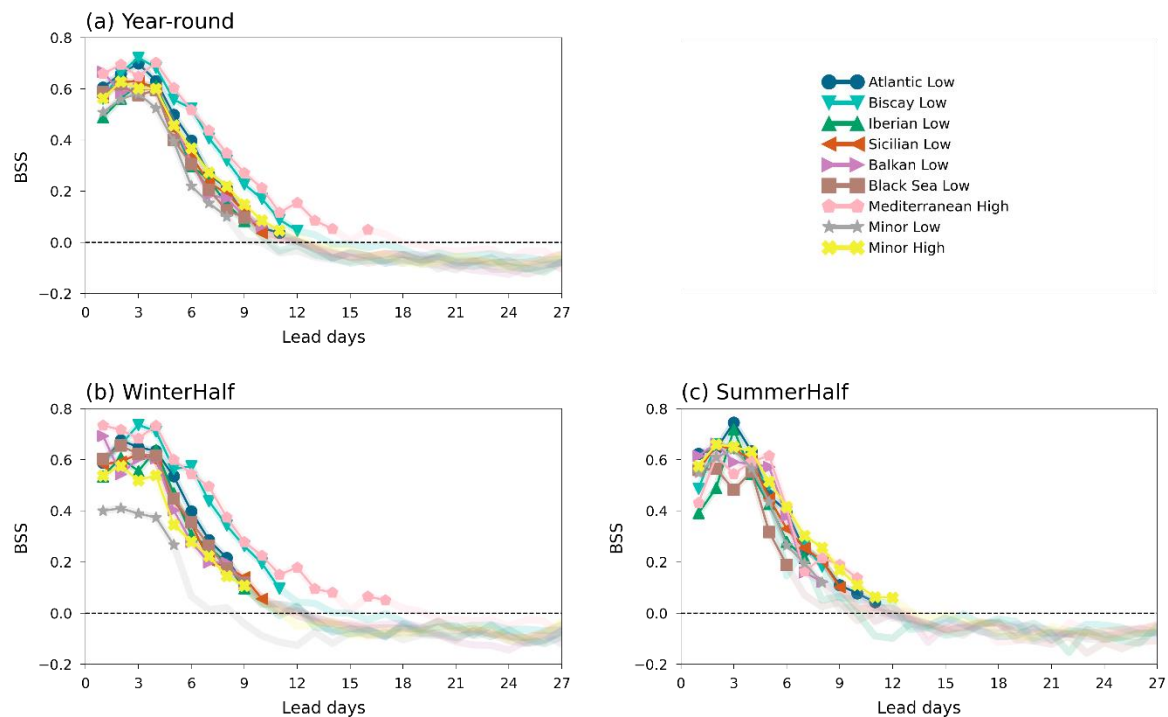 (a) Year-round
0.8
0.6
0.4
0.2
0.0
−0.2
BSS
0 3 6 9 12 15 18 21 24 27
Lead days
Atlantic Low
Biscay Low
Iberian Low
Sicilian Low
Balkan Low
Black Sea Low
Mediterranean High
Minor Low
Minor High
(b) WinterHalf
0.8
0.6
0.4
0.2
0.0
−0.2
BSS
0 3 6 9 12 15 18 21 24 27
Lead days
(c) SummerHalf
0.8
0.6
0.4
0.2
0.0
−0.2
BSS
0 3 6 9 12 15 18 21 24 27
Lead days